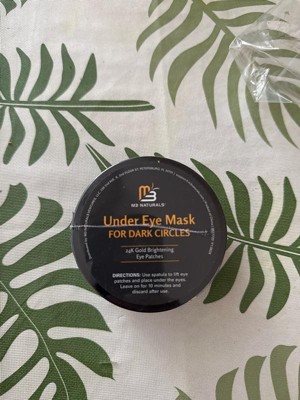 M3 NATURALS
Under Eye Mask
FOR DARK CIRCLES
24K Gold Brightening
Eye Patches
DIRECTIONS: Use spatula to lift eye
patches and place under the eyes.
Leave on for 10 minutes and
discard after use.